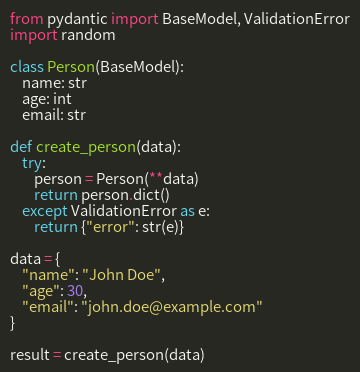 from pydantic import BaseModel, ValidationError
import random

class Person(BaseModel):
    name: str
    age: int
    email: str

def create_person(data):
    try:
        person = Person(**data)
        return person.dict()
    except ValidationError as e:
        return {"error": str(e)}

data = {
    "name": "John Doe",
    "age": 30,
    "email": "john.doe@example.com"
}

result = create_person(data)